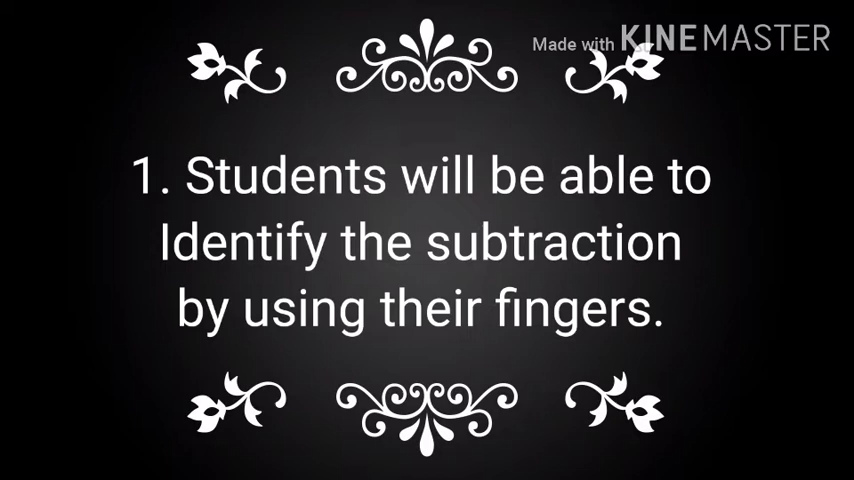 Made with KINEMASTER
1. Students will be able to
Identify the subtraction
by using their fingers.